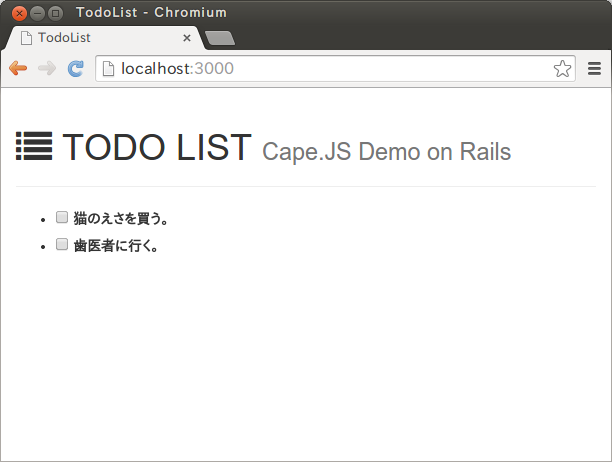 TodoList - Chromium
TodoList
localhost:3000
TODO LIST Cape.JS Demo on Rails
猫のえさを買う。
歯医者に行く。